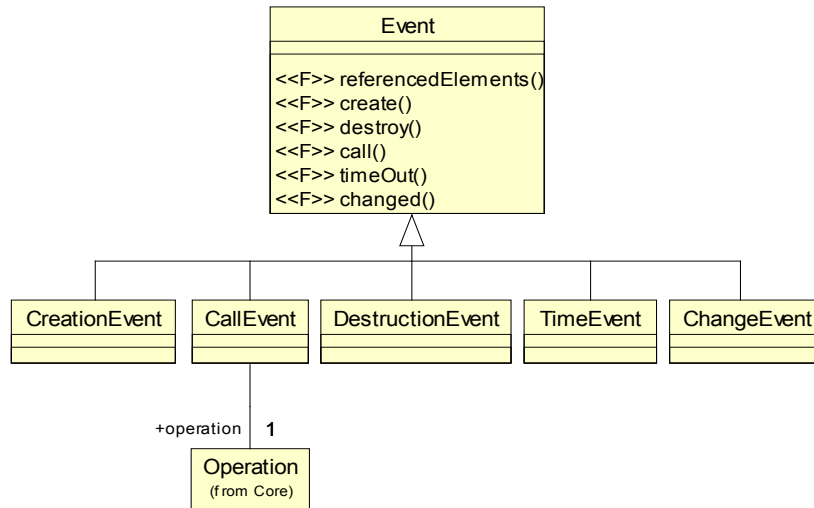 Event
<<F>> referencedElements()
<<F>> create()
<<F>> destroy()
<<F>> call()
<<F>> timeOut()
<<F>> changed()
CreationEvent
CallEvent
DestructionEvent
TimeEvent
ChangeEvent
+operation 1
Operation
(from Core)